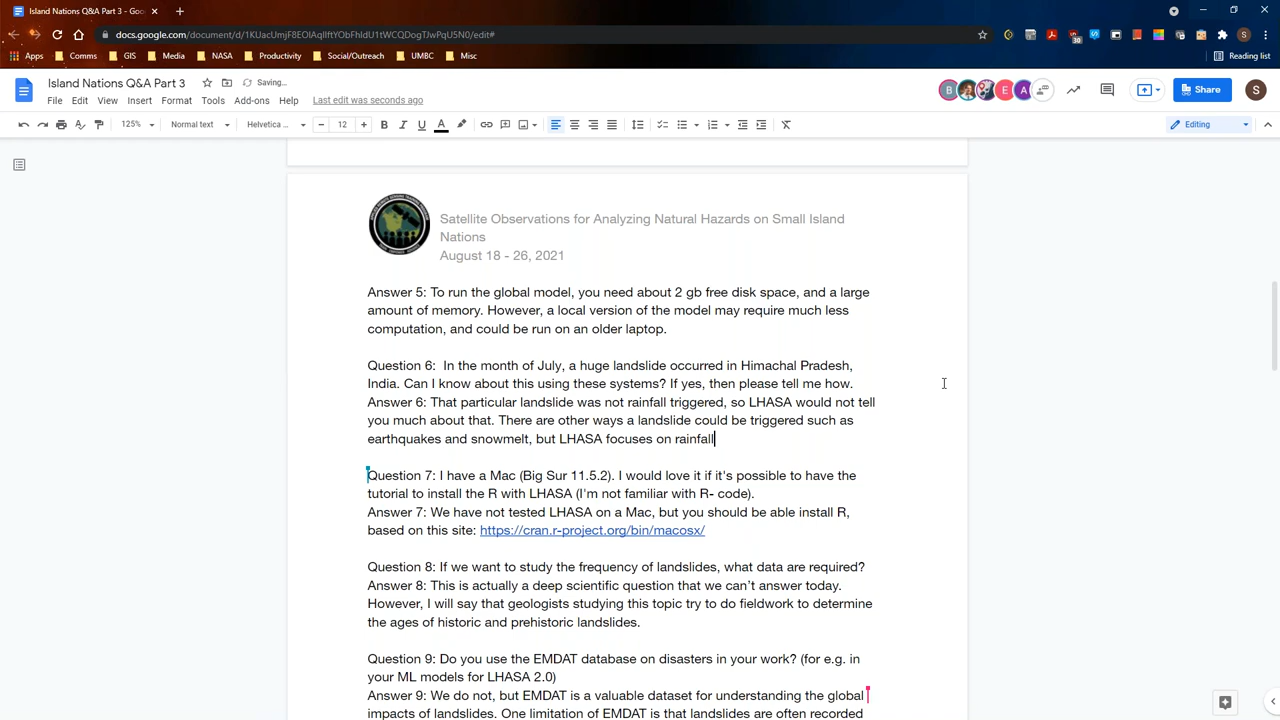 Island Nations Q&A Part 3 - Goo
docs.google.com/document/d/1KUacUmjF8EOIAqIlftYObFhldU1tWCQDogTJwPqU5N0/edit#
Apps Comms GIS Media NASA Productivity Social/Outreach UMBC Misc Reading list
Island Nations Q&A Part 3 Saving...
File Edit View Insert Format Tools Add-ons Help Last edit was seconds ago
B E A Share S
125% Normal text Helvetica ... 12 Editing
Satellite Observations for Analyzing Natural Hazards on Small Island
Nations
August 18 - 26, 2021
Answer 5: To run the global model, you need about 2 gb free disk space, and a large
amount of memory. However, a local version of the model may require much less
computation, and could be run on an older laptop.
Question 6:  In the month of July, a huge landslide occurred in Himachal Pradesh,
India. Can I know about this using these systems? If yes, then please tell me how.
Answer 6: That particular landslide was not rainfall triggered, so LHASA would not tell
you much about that. There are other ways a landslide could be triggered such as
earthquakes and snowmelt, but LHASA focuses on rainfall
Question 7: I have a Mac (Big Sur 11.5.2). I would love it if it's possible to have the
tutorial to install the R with LHASA (I'm not familiar with R- code).
Answer 7: We have not tested LHASA on a Mac, but you should be able install R,
based on this site: https://cran.r-project.org/bin/macosx/
Question 8: If we want to study the frequency of landslides, what data are required?
Answer 8: This is actually a deep scientific question that we can't answer today.
However, I will say that geologists studying this topic try to do fieldwork to determine
the ages of historic and prehistoric landslides.
Question 9: Do you use the EMDAT database on disasters in your work? (for e.g. in
your ML models for LHASA 2.0)
Answer 9: We do not, but EMDAT is a valuable dataset for understanding the global
impacts of landslides. One limitation of EMDAT is that landslides are often recorded